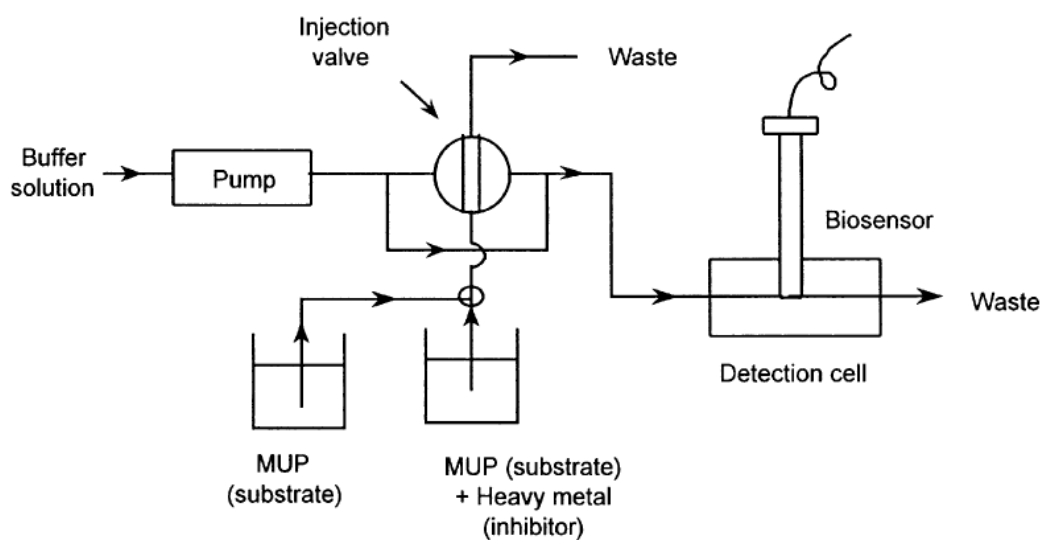 Injection
valve
Waste
Buffer
solution
Pump
Biosensor
Waste
Detection cell
MUP
(substrate)
MUP (substrate)
+ Heavy metal
(inhibitor)